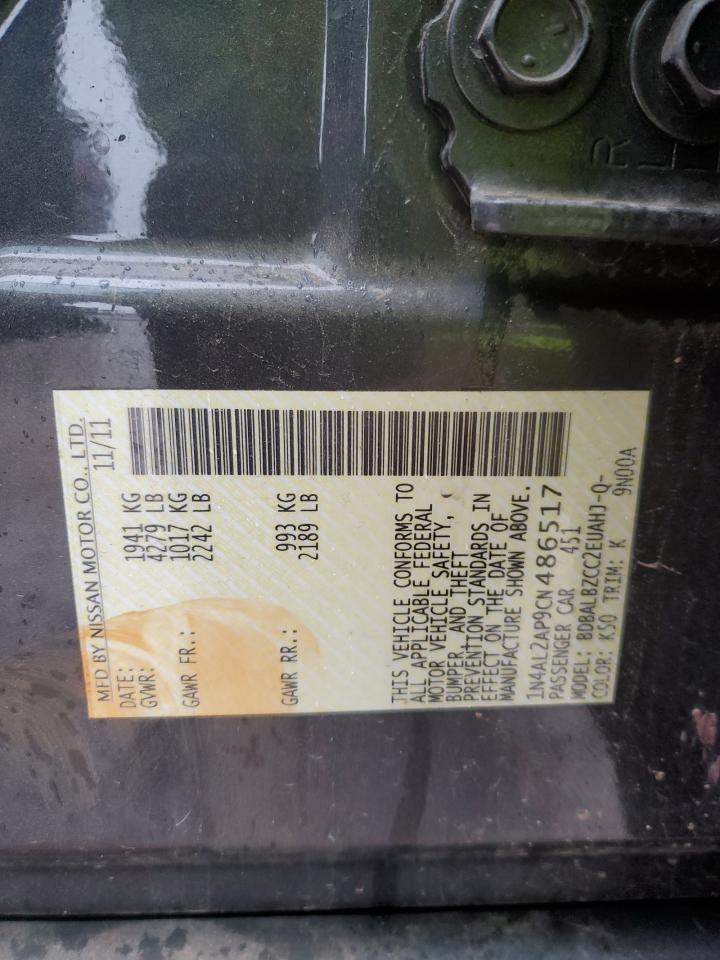 MFD BY NISSAN MOTOR CO., LTD.
DATE: 11/11
GVWR: 1941 KG
4279 LB
GAWR FR.: 1017 KG
2242 LB
GAWR RR.: 993 KG
2189 LB
THIS VEHICLE CONFORMS TO
ALL APPLICABLE FEDERAL
MOTOR VEHICLE SAFETY,
BUMPER, AND THEFT
PREVENTION STANDARDS IN
EFFECT ON THE DATE OF
MANUFACTURE SHOWN ABOVE.
1N4AL2AP9CN486517
PASSENGER CAR 451
MODEL: BDBALBZCC2EUAHJ-Q-
COLOR: K50 TRIM: K 9N00A
R
L